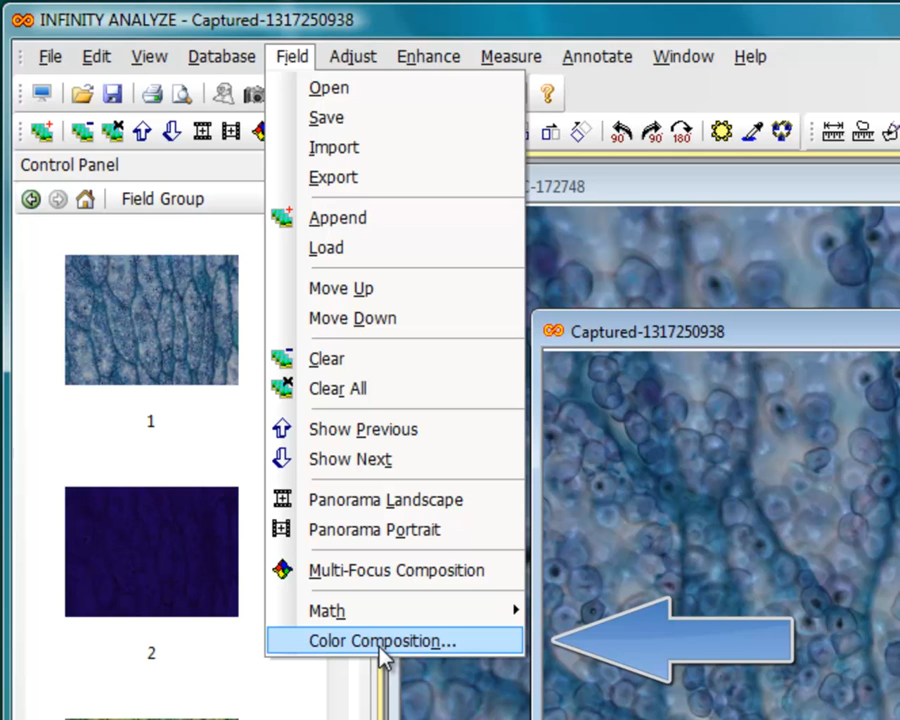 INFINITY ANALYZE - Captured-1317250938
File Edit View Database Field Adjust Enhance Measure Annotate Window Help
90° 90° 180°
Control Panel
Field Group
1
2
Open
Save
Import
Export
Append
Load
Move Up
Move Down
Clear
Clear All
Show Previous
Show Next
Panorama Landscape
Panorama Portrait
Multi-Focus Composition
Math
Color Composition...
-172748
Captured-1317250938